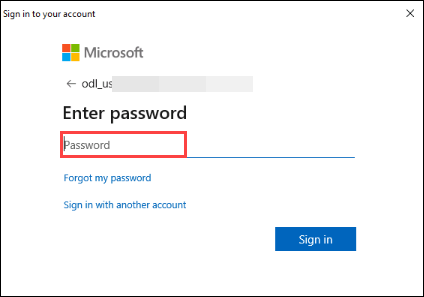 Sign in to your account
Microsoft
odl_us
Enter password
Password
Forgot my password
Sign in with another account
Sign in